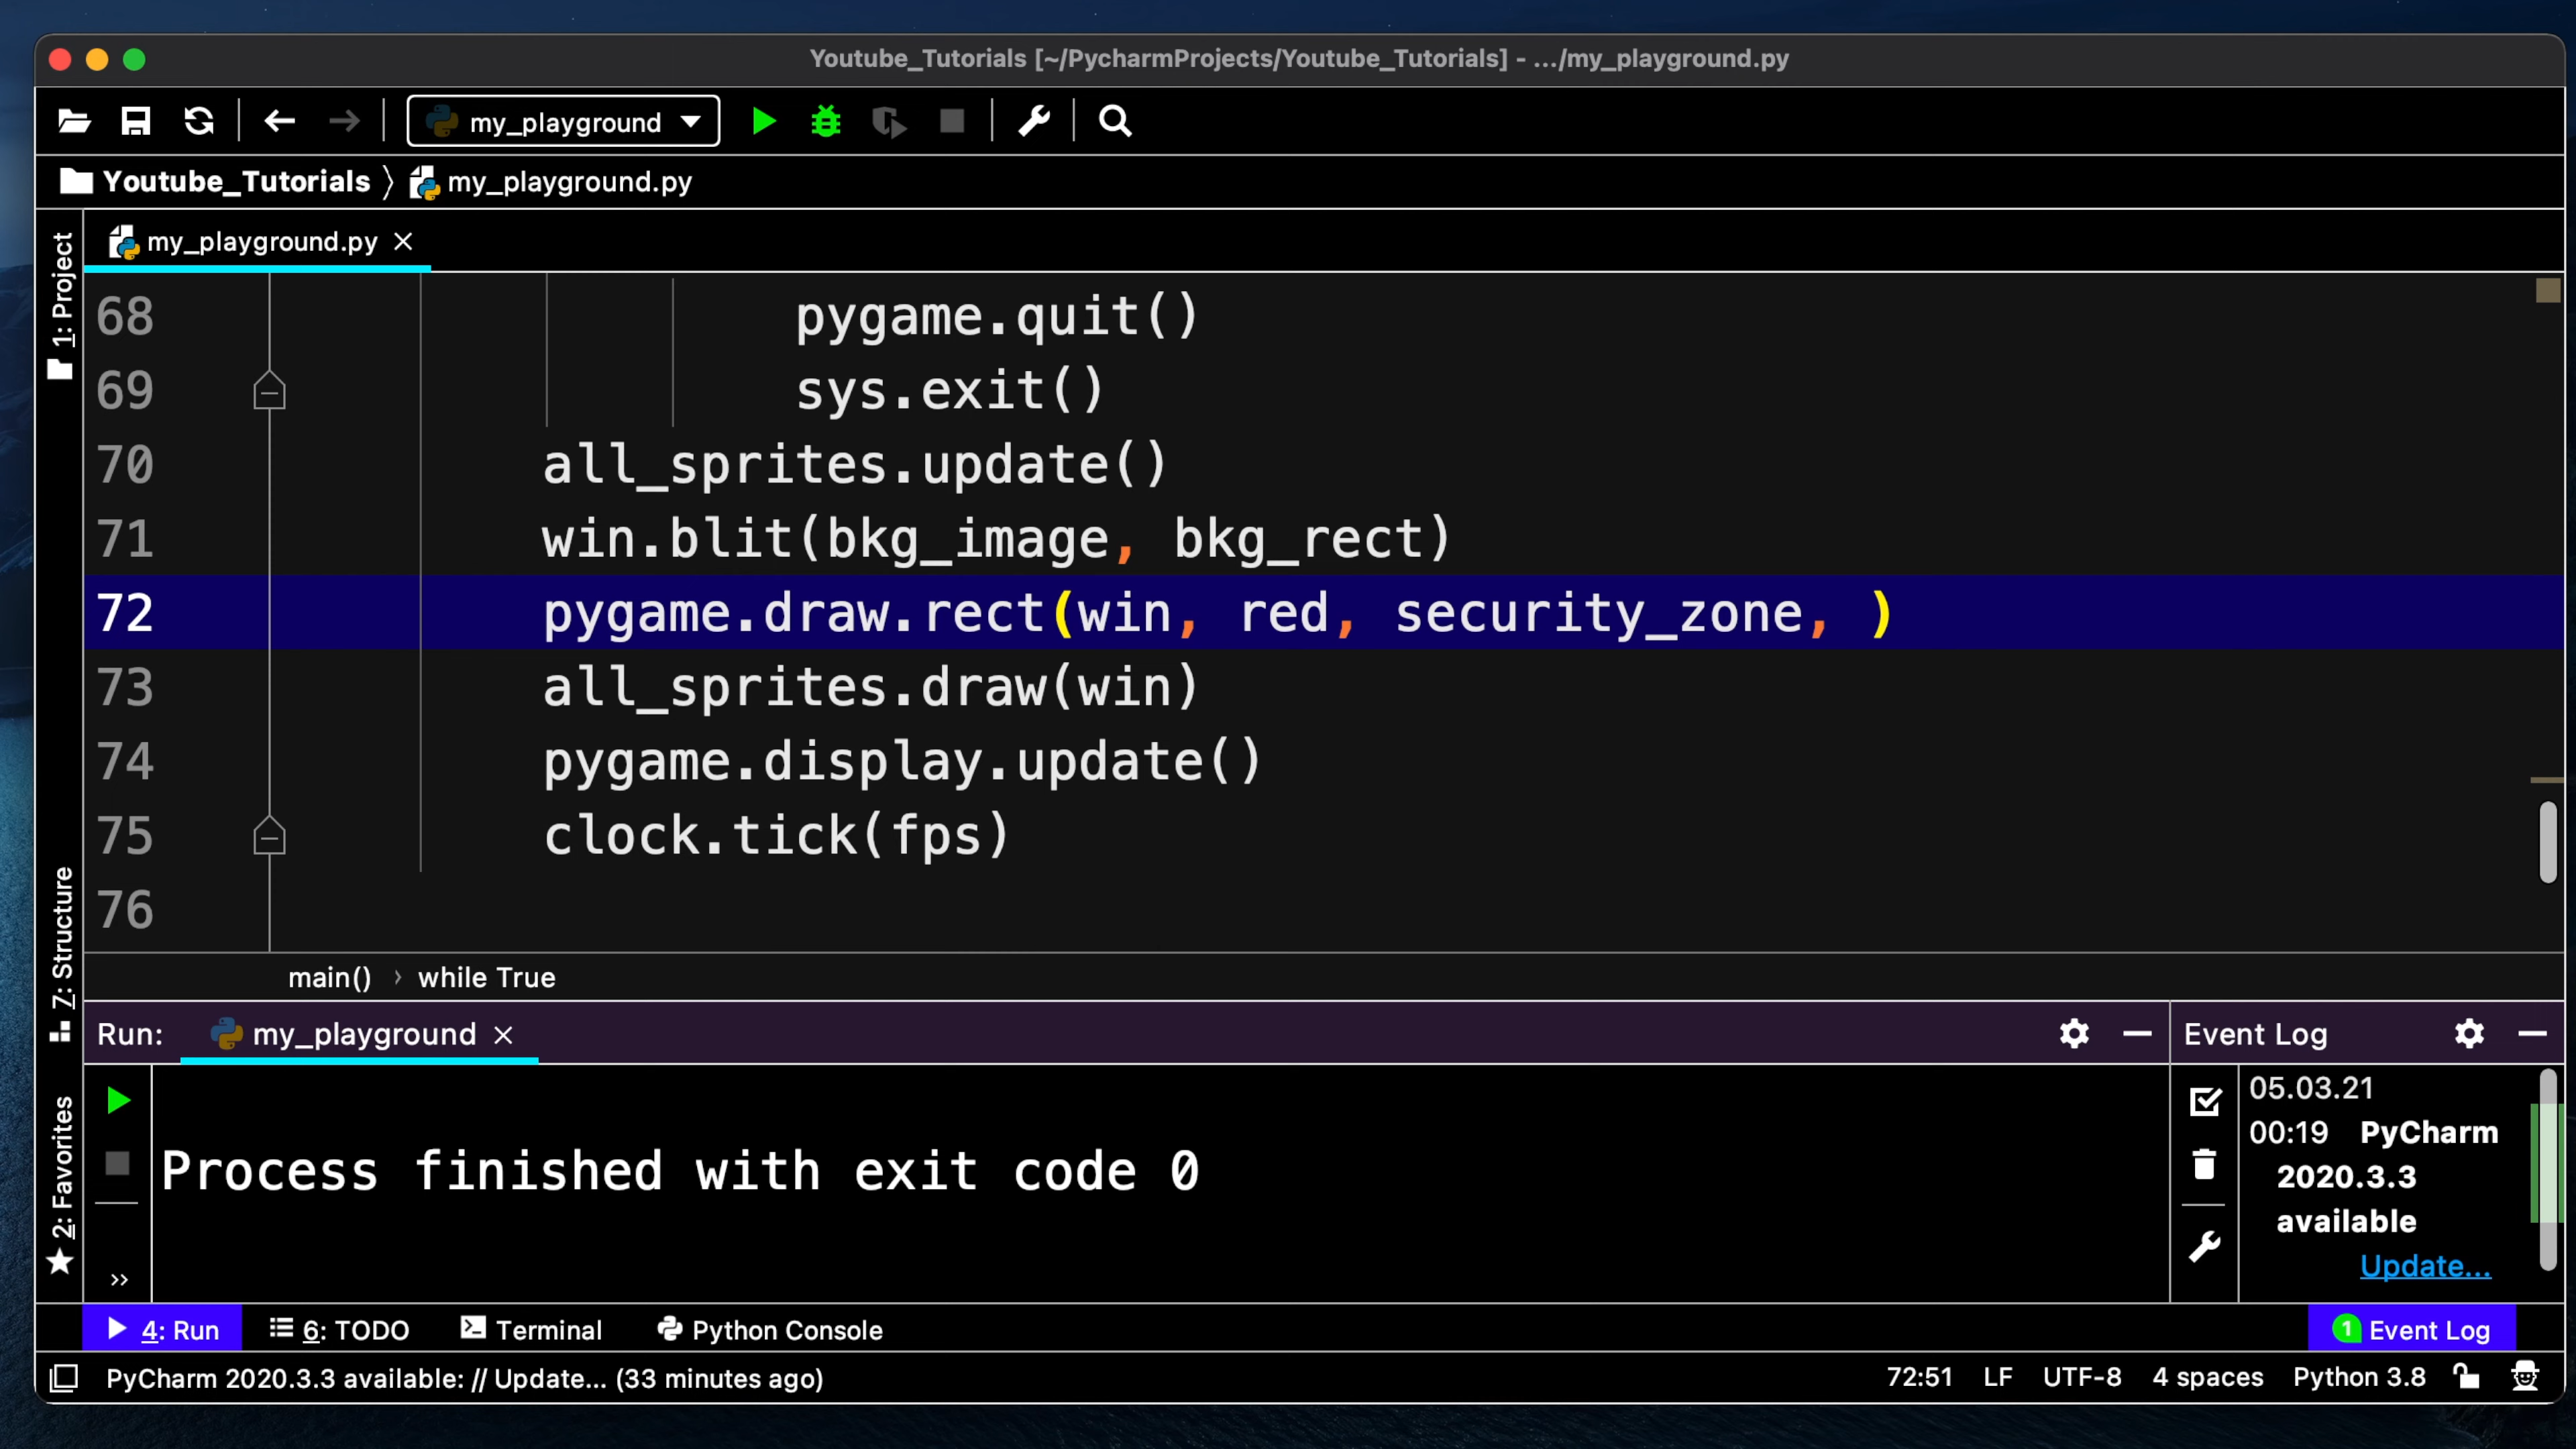 Youtube_Tutorials [~/PycharmProjects/Youtube_Tutorials] - .../my_playground.py
my_playground
Youtube_Tutorials my_playground.py
my_playground.py
1: Project
68 pygame.quit()
69 sys.exit()
70 all_sprites.update()
71 win.blit(bkg_image, bkg_rect)
72 pygame.draw.rect(win, red, security_zone, )
73 all_sprites.draw(win)
74 pygame.display.update()
75 clock.tick(fps)
76
7: Structure
main() › while True
Run: my_playground
Event Log
2: Favorites
Process finished with exit code 0
05.03.21
00:19 PyCharm
2020.3.3
available
Update...
»
4: Run 6: TODO Terminal Python Console
1 Event Log
PyCharm 2020.3.3 available: // Update... (33 minutes ago)
72:51 LF UTF-8 4 spaces Python 3.8